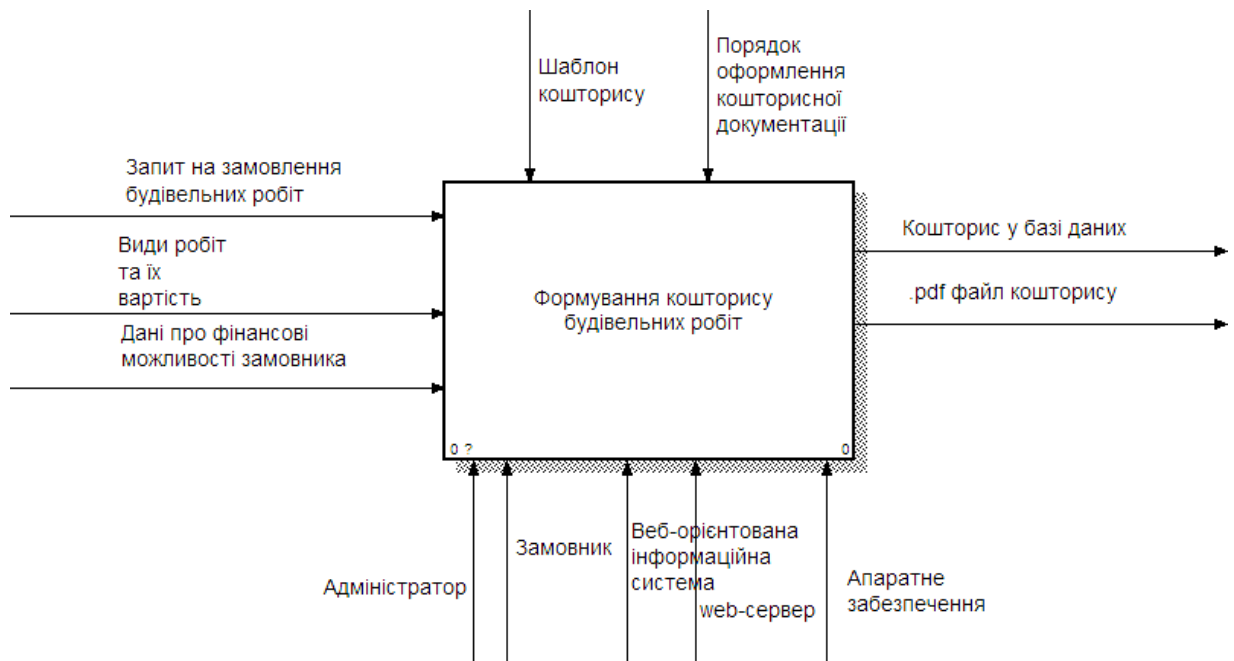 Шаблон
кошторису
Порядок
оформлення
кошторисної
документації
Запит на замовлення
будівельних робіт
Види робіт
та їх
вартість
Дані про фінансові
можливості замовника
Формування кошторису
будівельних робіт
0 ?
0
Кошторис у базі даних
.pdf файл кошторису
Адміністратор
Замовник
Веб-орієнтована
інформаційна
система
web-сервер
Апаратне
забезпечення